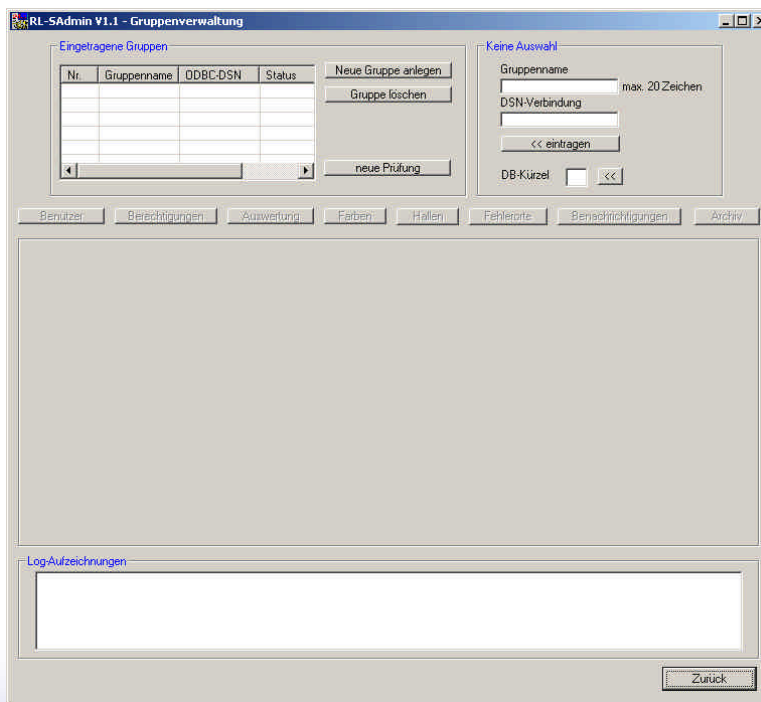 RL-SAdmin V1.1 - Gruppenverwaltung
Eingetragene Gruppen
Nr. Gruppenname ODBC-DSN Status
Neue Gruppe anlegen
Gruppe löschen
neue Prüfung
Keine Auswahl
Gruppenname
max. 20 Zeichen
DSN-Verbindung
<< eintragen
DB-Kürzel <<
Benutzer Berechtigungen Auswertung Farben Hallen Fehlerorte Benachrichtigungen Archiv
Log-Aufzeichnungen
Zurück